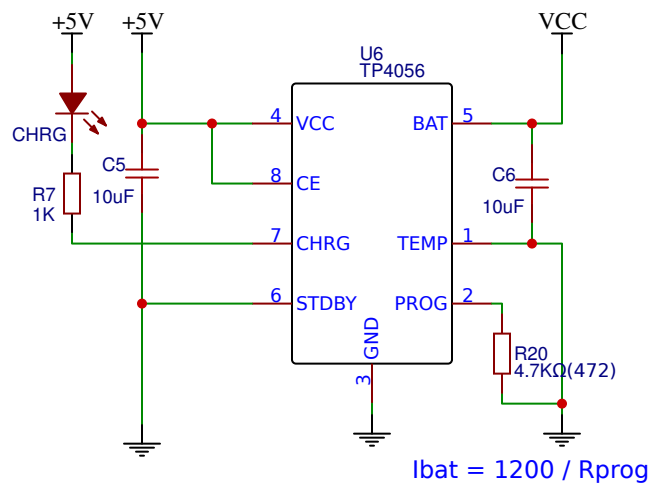 +5V
+5V
VCC
U6
TP4056
CHRG
4
VCC
BAT
5
C5
10uF
8
CE
C6
10uF
R7
1K
7
CHRG
TEMP
1
6
STDBY
PROG
2
GND
3
R20
4.7KΩ(472)
Ibat = 1200 / Rprog